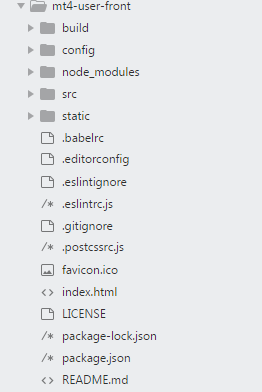 mt4-user-front
build
config
node_modules
src
static
.babelrc
.editorconfig
.eslintignore
.eslintrc.js
.gitignore
.postcssrc.js
favicon.ico
index.html
LICENSE
package-lock.json
package.json
README.md